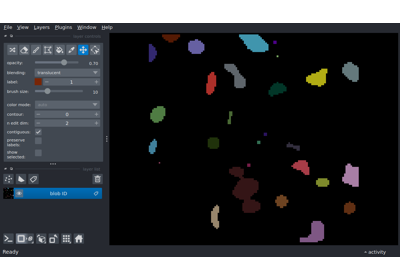 File View Layers Plugins Window Help
opacity: 0.70
blending: translucent
label: 1
brush size: 10
color mode:
contour: 0
n edit dim: 2
contiguous:
preserve labels:
show selected:
blob ID
Ready
activity